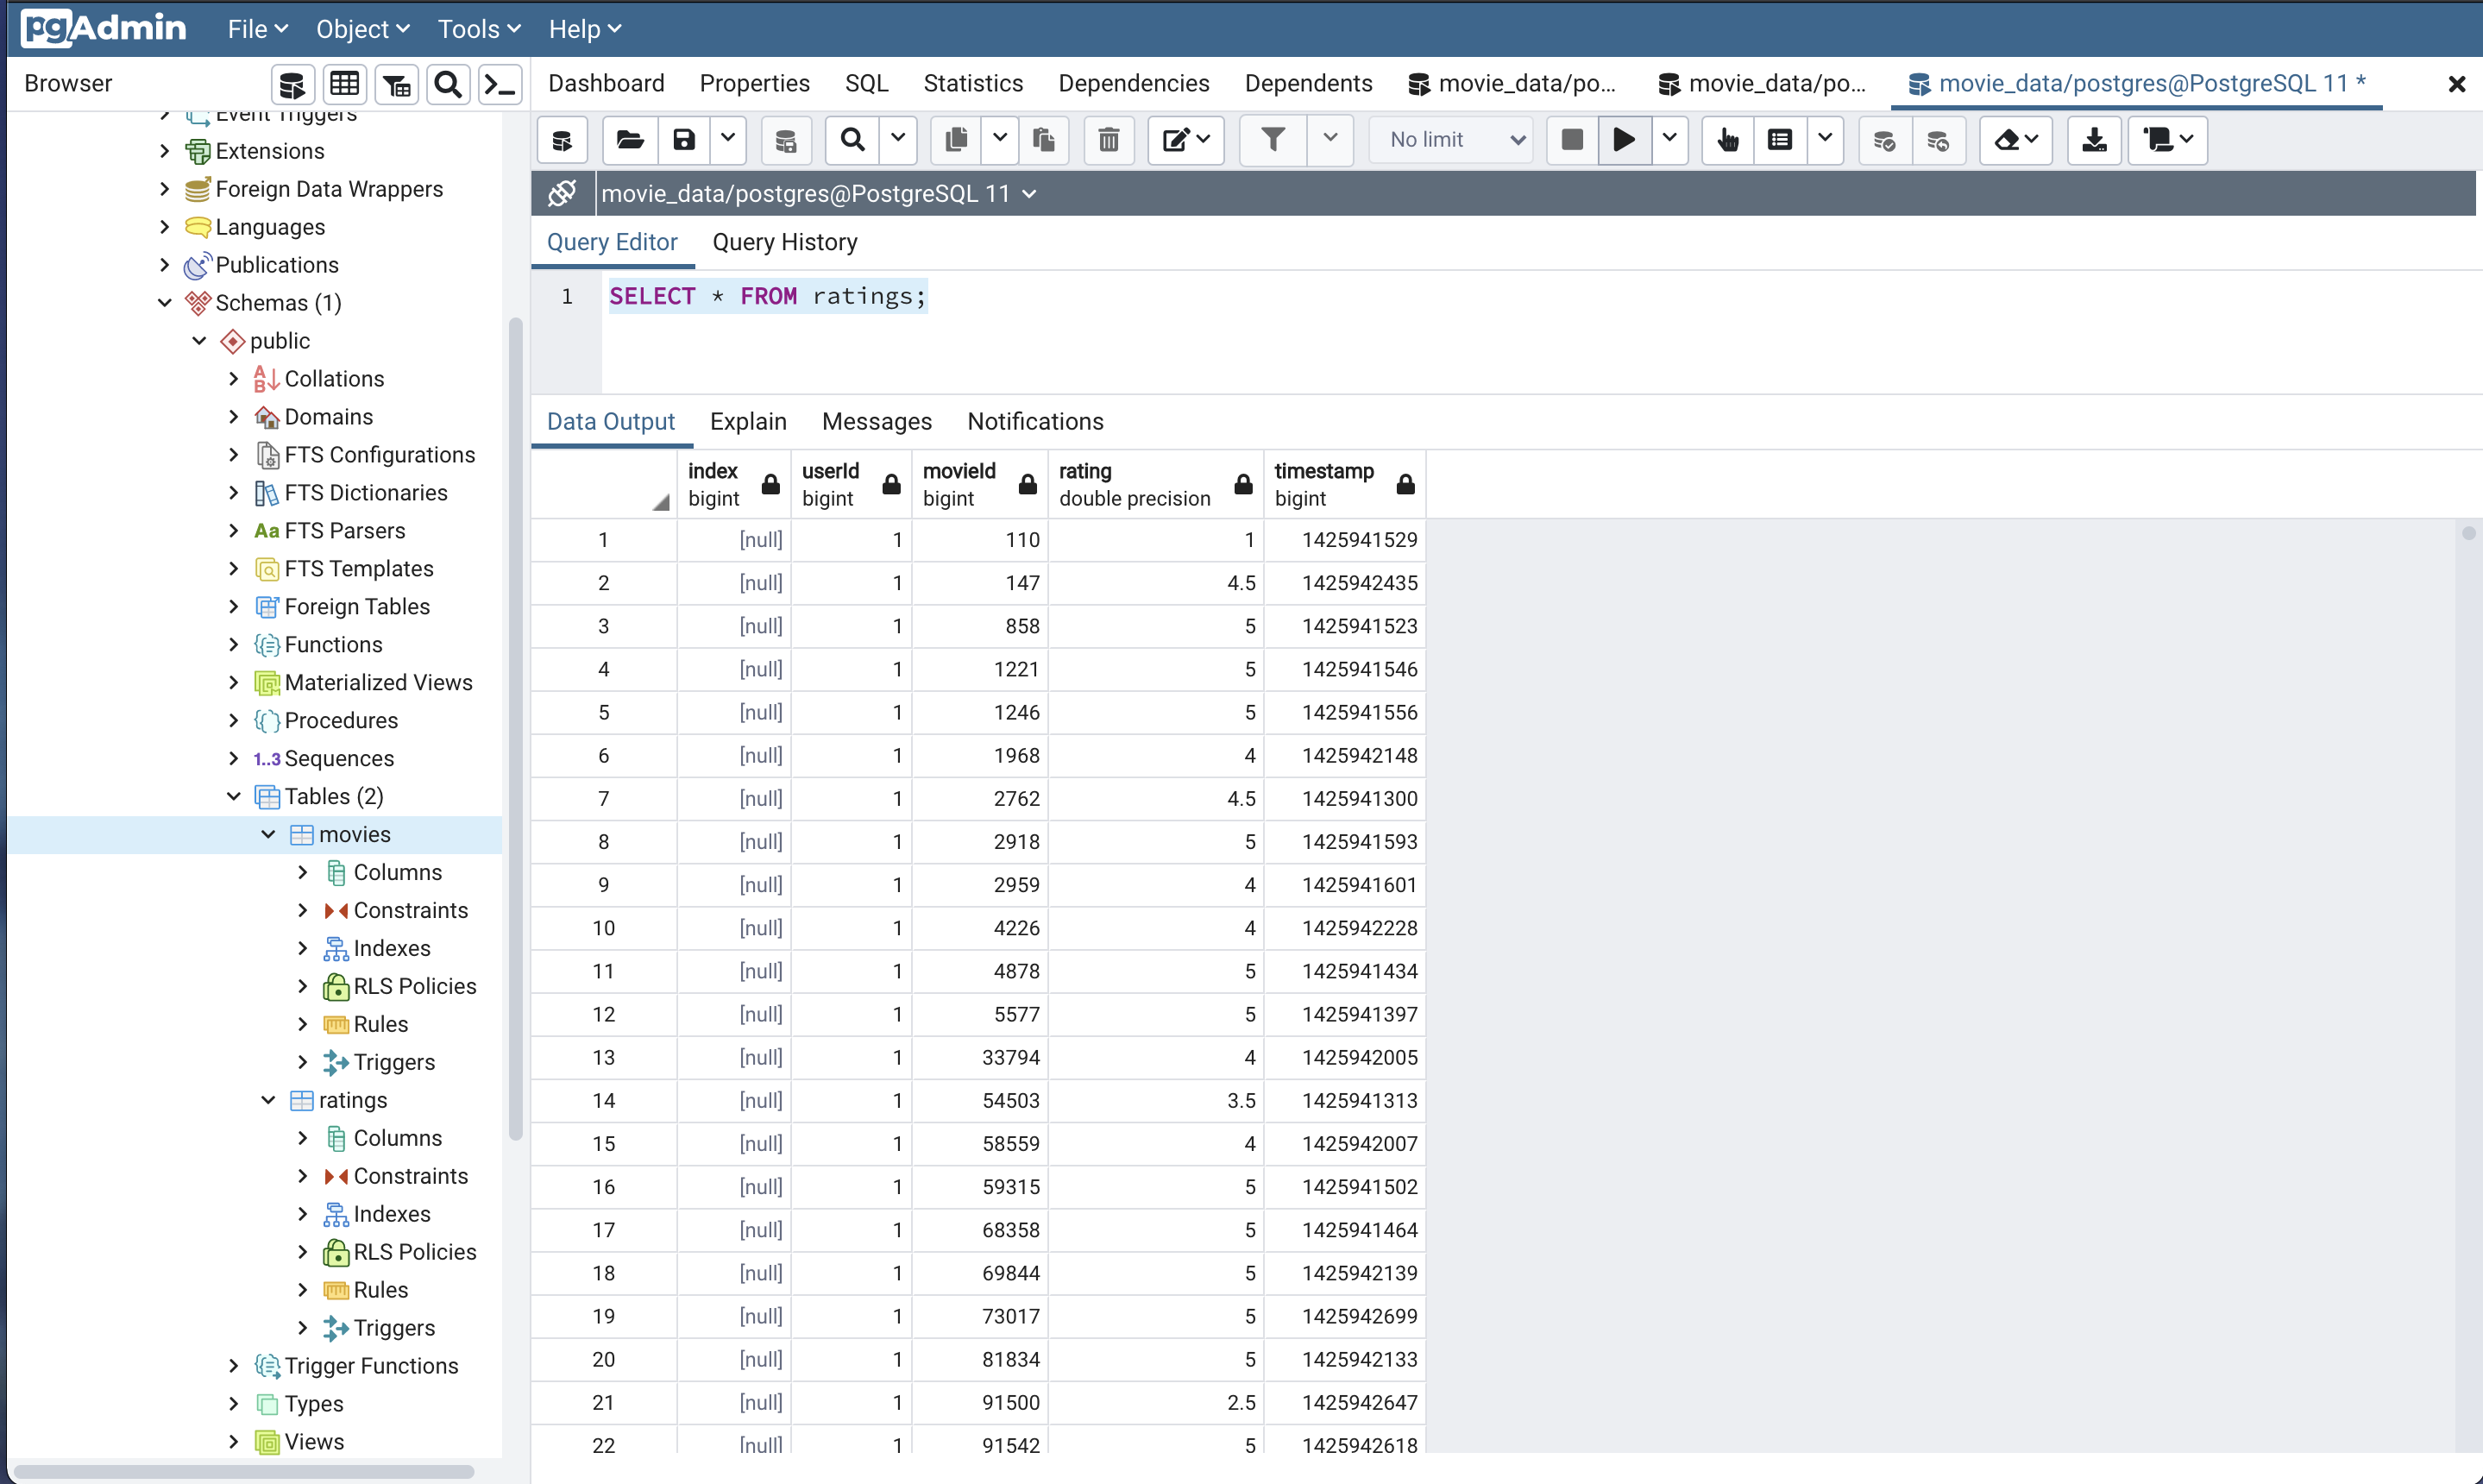 pgAdmin File Object Tools Help
Browser
Dashboard Properties SQL Statistics Dependencies Dependents movie_data/po... movie_data/po... movie_data/postgres@PostgreSQL 11 *
No limit
movie_data/postgres@PostgreSQL 11
Query Editor Query History
1 SELECT * FROM ratings;
Event Triggers
Extensions
Foreign Data Wrappers
Languages
Publications
Schemas (1)
public
Collations
Domains
FTS Configurations
FTS Dictionaries
Aa FTS Parsers
FTS Templates
Foreign Tables
Functions
Materialized Views
Procedures
1..3 Sequences
Tables (2)
movies
Columns
Constraints
Indexes
RLS Policies
Rules
Triggers
ratings
Columns
Constraints
Indexes
RLS Policies
Rules
Triggers
Trigger Functions
Types
Views
Data Output Explain Messages Notifications
index userId movieId rating timestamp
bigint bigint bigint double precision bigint
1 [null] 1 110 1 1425941529
2 [null] 1 147 4.5 1425942435
3 [null] 1 858 5 1425941523
4 [null] 1 1221 5 1425941546
5 [null] 1 1246 5 1425941556
6 [null] 1 1968 4 1425942148
7 [null] 1 2762 4.5 1425941300
8 [null] 1 2918 5 1425941593
9 [null] 1 2959 4 1425941601
10 [null] 1 4226 4 1425942228
11 [null] 1 4878 5 1425941434
12 [null] 1 5577 5 1425941397
13 [null] 1 33794 4 1425942005
14 [null] 1 54503 3.5 1425941313
15 [null] 1 58559 4 1425942007
16 [null] 1 59315 5 1425941502
17 [null] 1 68358 5 1425941464
18 [null] 1 69844 5 1425942139
19 [null] 1 73017 5 1425942699
20 [null] 1 81834 5 1425942133
21 [null] 1 91500 2.5 1425942647
22 [null] 1 91542 5 1425942618